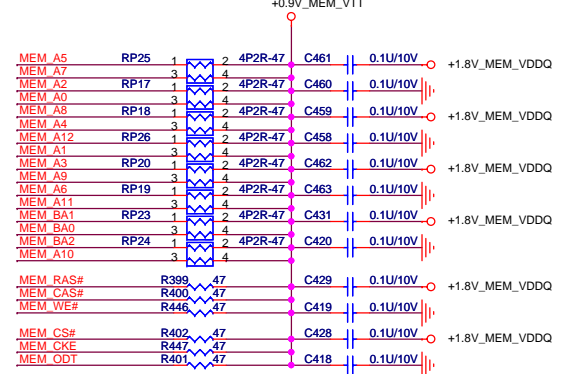 +0.9V_MEM_VTT
MEM_A5 RP25 1 2 4P2R-47 C461 0.1U/10V +1.8V_MEM_VDDQ
MEM_A7 3 4
MEM_A2 RP17 1 2 4P2R-47 C460 0.1U/10V
MEM_A0 3 4
MEM_A8 RP18 1 2 4P2R-47 C459 0.1U/10V +1.8V_MEM_VDDQ
MEM_A4 3 4
MEM_A12 RP26 1 2 4P2R-47 C458 0.1U/10V
MEM_A1 3 4
MEM_A3 RP20 1 2 4P2R-47 C462 0.1U/10V +1.8V_MEM_VDDQ
MEM_A9 3 4
MEM_A6 RP19 1 2 4P2R-47 C463 0.1U/10V
MEM_A11 3 4
MEM_BA1 RP23 1 2 4P2R-47 C431 0.1U/10V +1.8V_MEM_VDDQ
MEM_BA0 3 4
MEM_BA2 RP24 1 2 4P2R-47 C420 0.1U/10V
MEM_A10 3 4
MEM_RAS# R399 47 C429 0.1U/10V +1.8V_MEM_VDDQ
MEM_CAS# R400 47
MEM_WE# R446 47 C419 0.1U/10V
MEM_CS# R402 47 C428 0.1U/10V +1.8V_MEM_VDDQ
MEM_CKE R447 47
MEM_ODT R401 47 C418 0.1U/10V